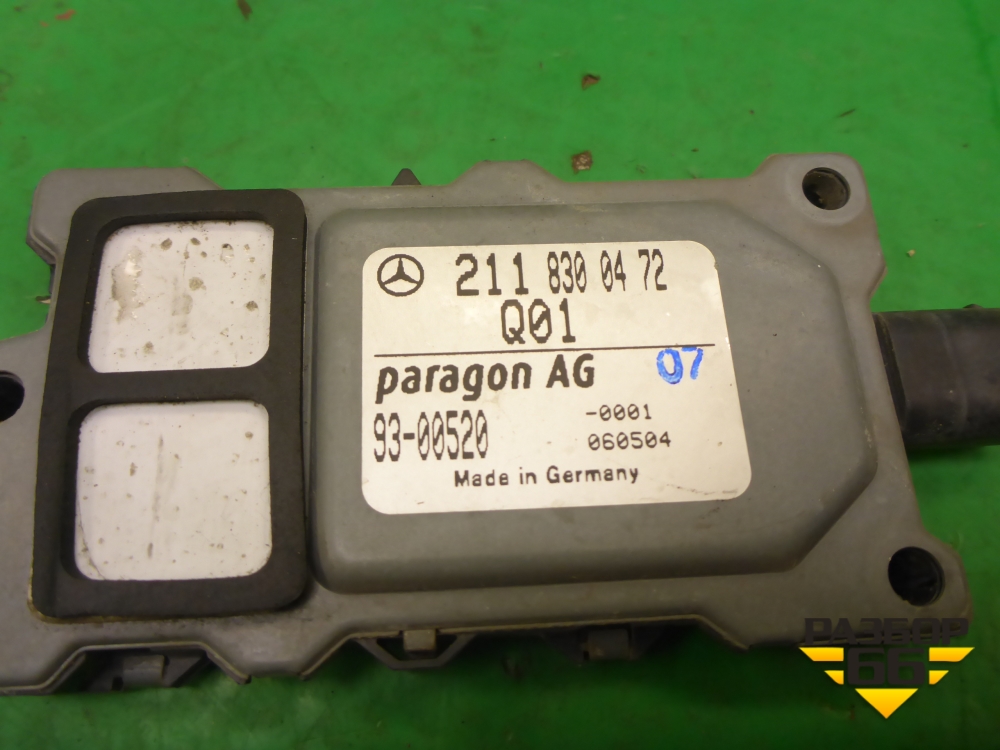 211 830 04 72
Q01
paragon AG 07
93-00520 -0001
060504
Made in Germany
РАЗБОР
66